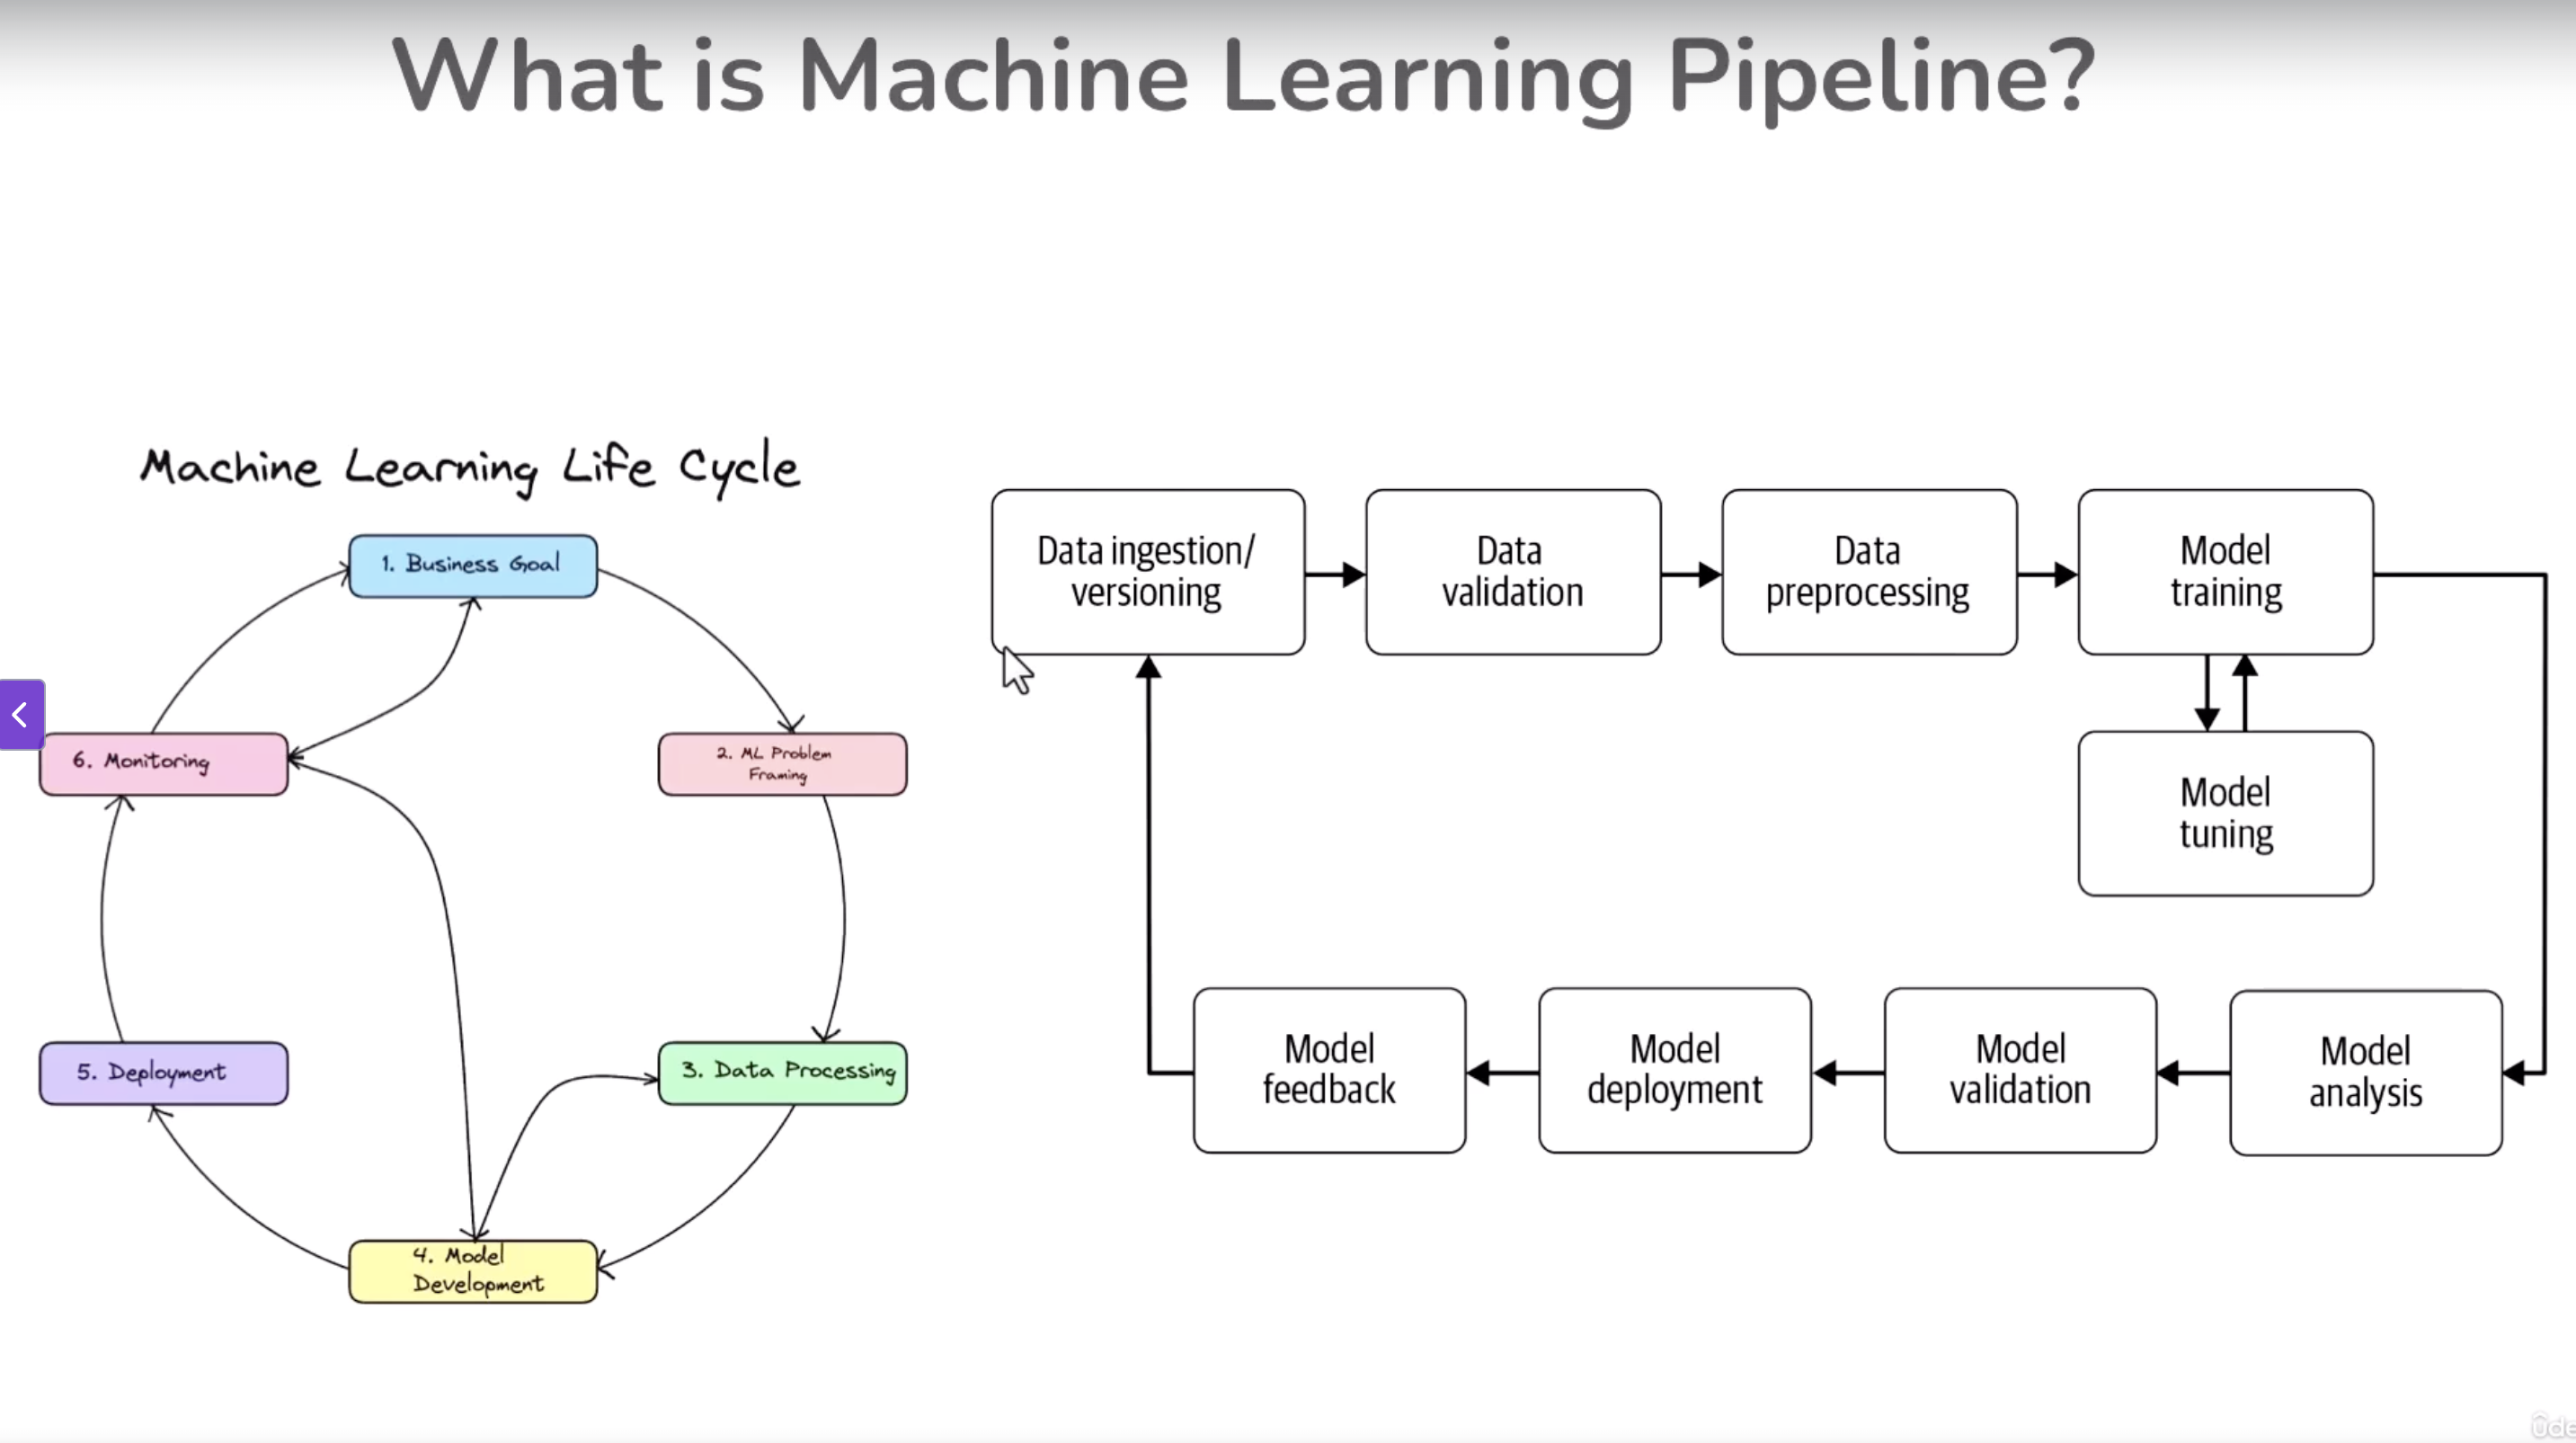 What is Machine Learning Pipeline?
Machine Learning Life Cycle
1. Business Goal
2. ML Problem
Framing
3. Data Processing
4. Model
Development
5. Deployment
6. Monitoring
Data ingestion/
versioning
Data
validation
Data
preprocessing
Model
training
Model
tuning
Model
analysis
Model
validation
Model
deployment
Model
feedback